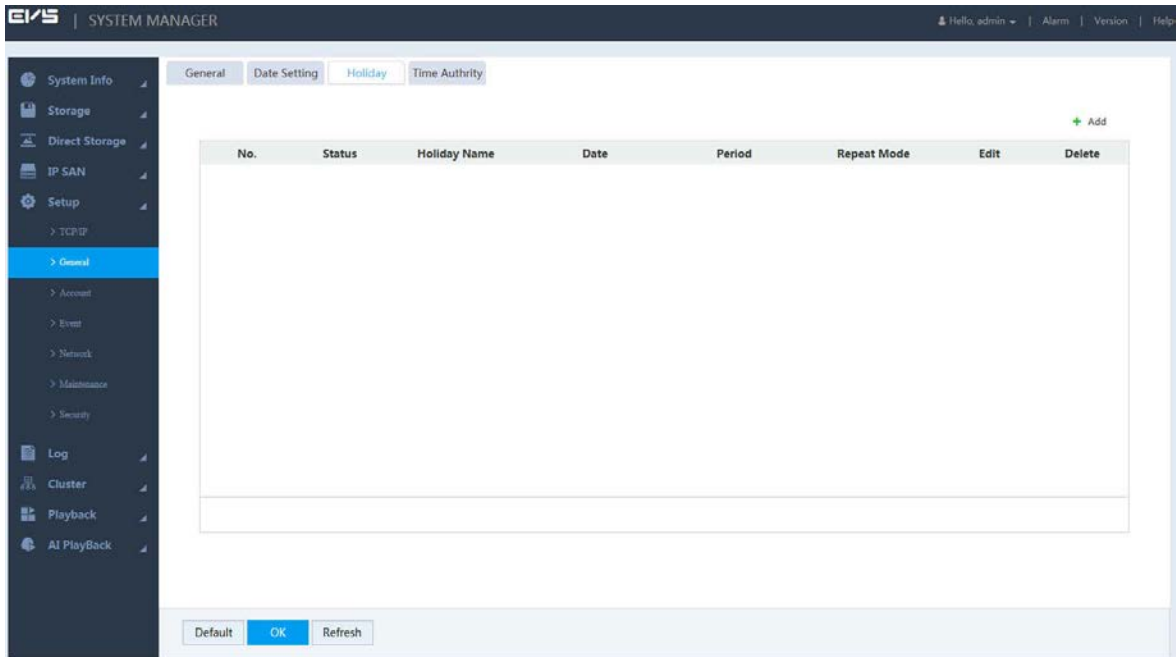 EVS | SYSTEM MANAGER
Hello, admin | Alarm | Version | Help
System Info
Storage
Direct Storage
IP SAN
Setup
> TCP/IP
> General
> Account
> Event
> Network
> Maintenance
> Security
Log
Cluster
Playback
AI PlayBack
General Date Setting Holiday Time Authrity
+ Add
No. Status Holiday Name Date Period Repeat Mode Edit Delete
Default OK Refresh